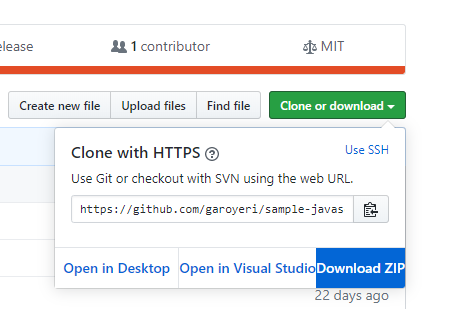 elease 1 contributor MIT
Create new file Upload files Find file Clone or download
Clone with HTTPS Use SSH
Use Git or checkout with SVN using the web URL.
https://github.com/garoyeri/sample-javas
Open in Desktop Open in Visual Studio Download ZIP
22 days ago